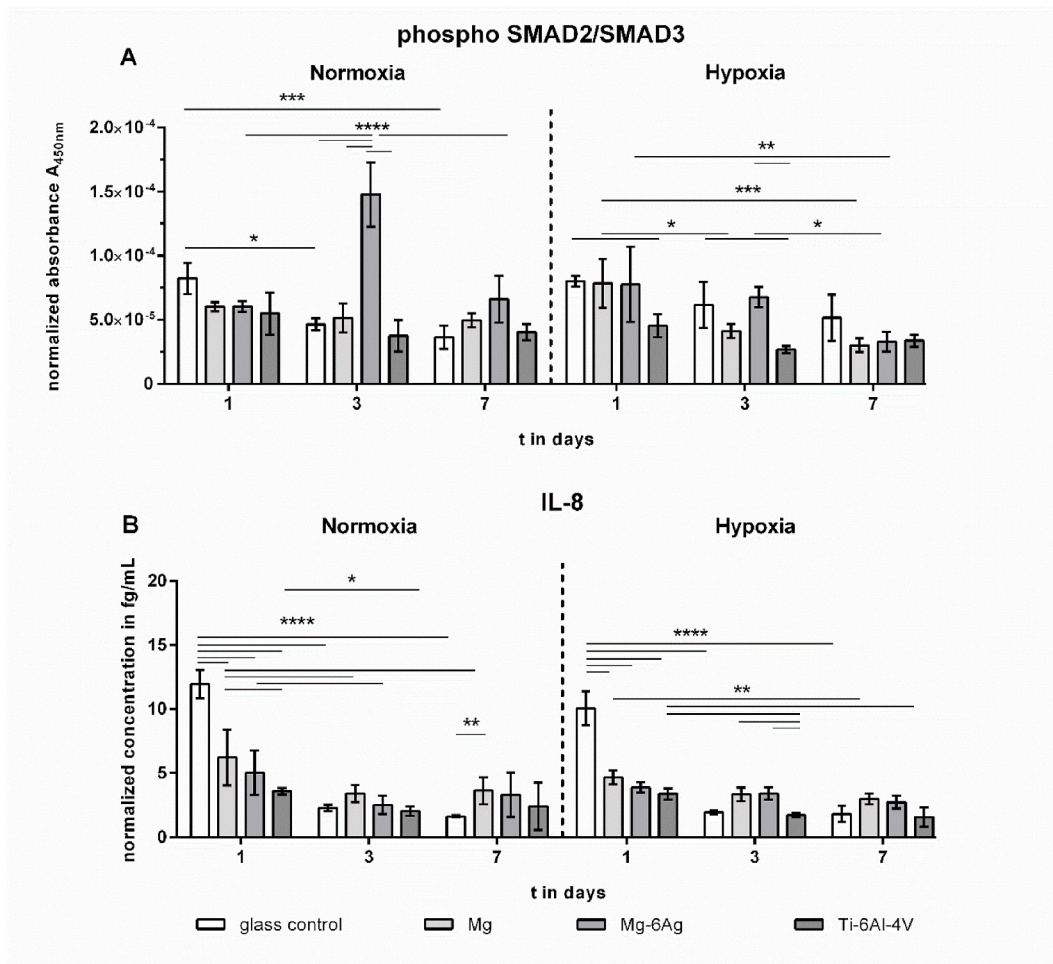 phospho SMAD2/SMAD3
A
Normoxia
Hypoxia
***
****
**
***
*
*
*
2.0×10⁻⁴
1.5×10⁻⁴
1.0×10⁻⁴
5.0×10⁻⁵
0
normalized absorbance A450nm
1 3 7 1 3 7
t in days
IL-8
B
Normoxia
Hypoxia
*
****
****
**
**
20
15
10
5
0
normalized concentration in fg/mL
1 3 7 1 3 7
t in days
glass control Mg Mg-6Ag Ti-6Al-4V